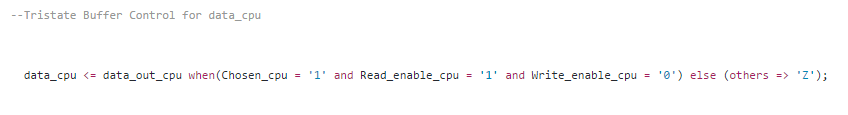 --Tristate Buffer Control for data_cpu
data_cpu <= data_out_cpu when(Chosen_cpu = '1' and Read_enable_cpu = '1' and Write_enable_cpu = '0') else (others => 'Z');